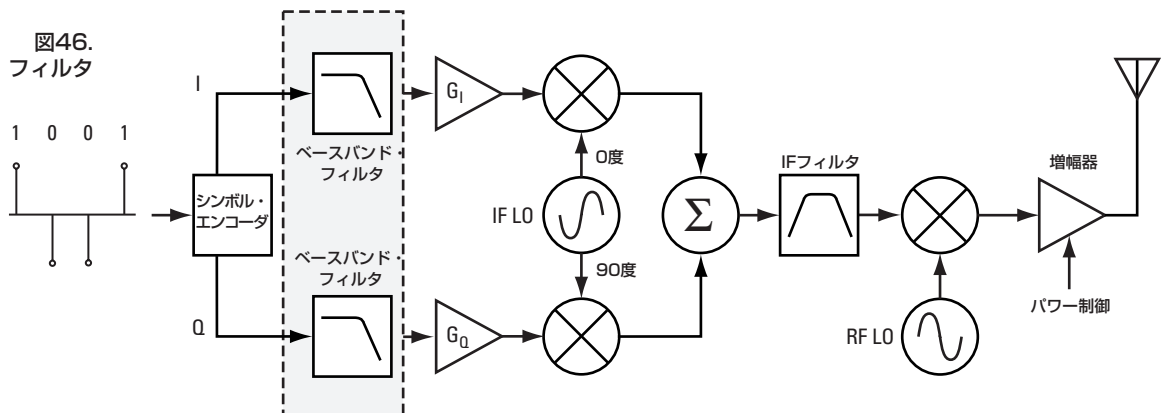 図46.
フィルタ
1 0 0 1
シンボル・
エンコーダ
I
Q
ベースバンド・
フィルタ
ベースバンド・
フィルタ
GI
GQ
0度
IF LO
90度
Σ
IFフィルタ
RF LO
増幅器
パワー制御